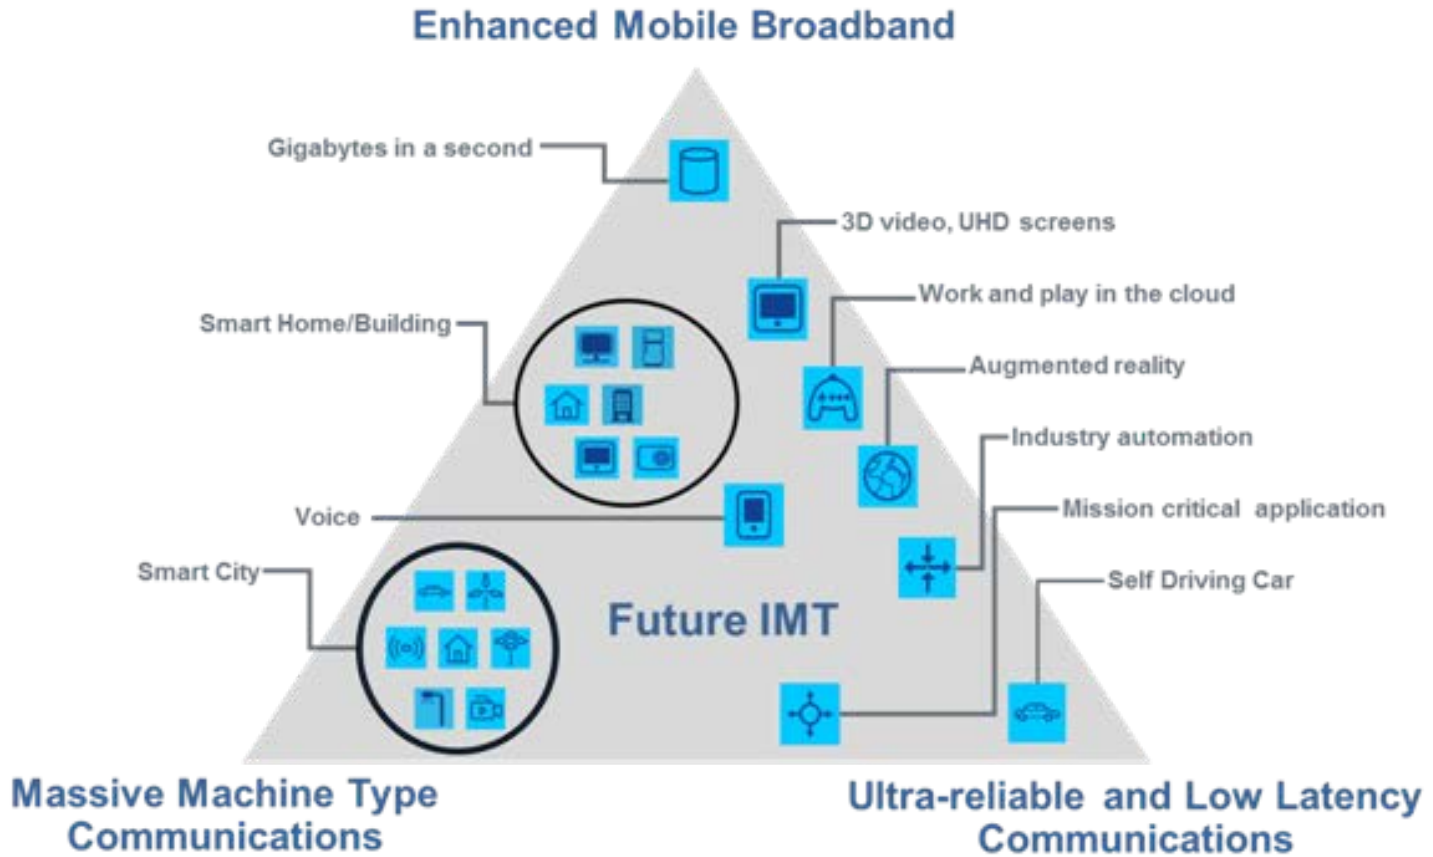 Enhanced Mobile Broadband
Gigabytes in a second
3D video, UHD screens
Work and play in the cloud
Smart Home/Building
Augmented reality
Industry automation
Voice
Mission critical application
Smart City
Self Driving Car
Future IMT
Massive Machine Type
Communications
Ultra-reliable and Low Latency
Communications